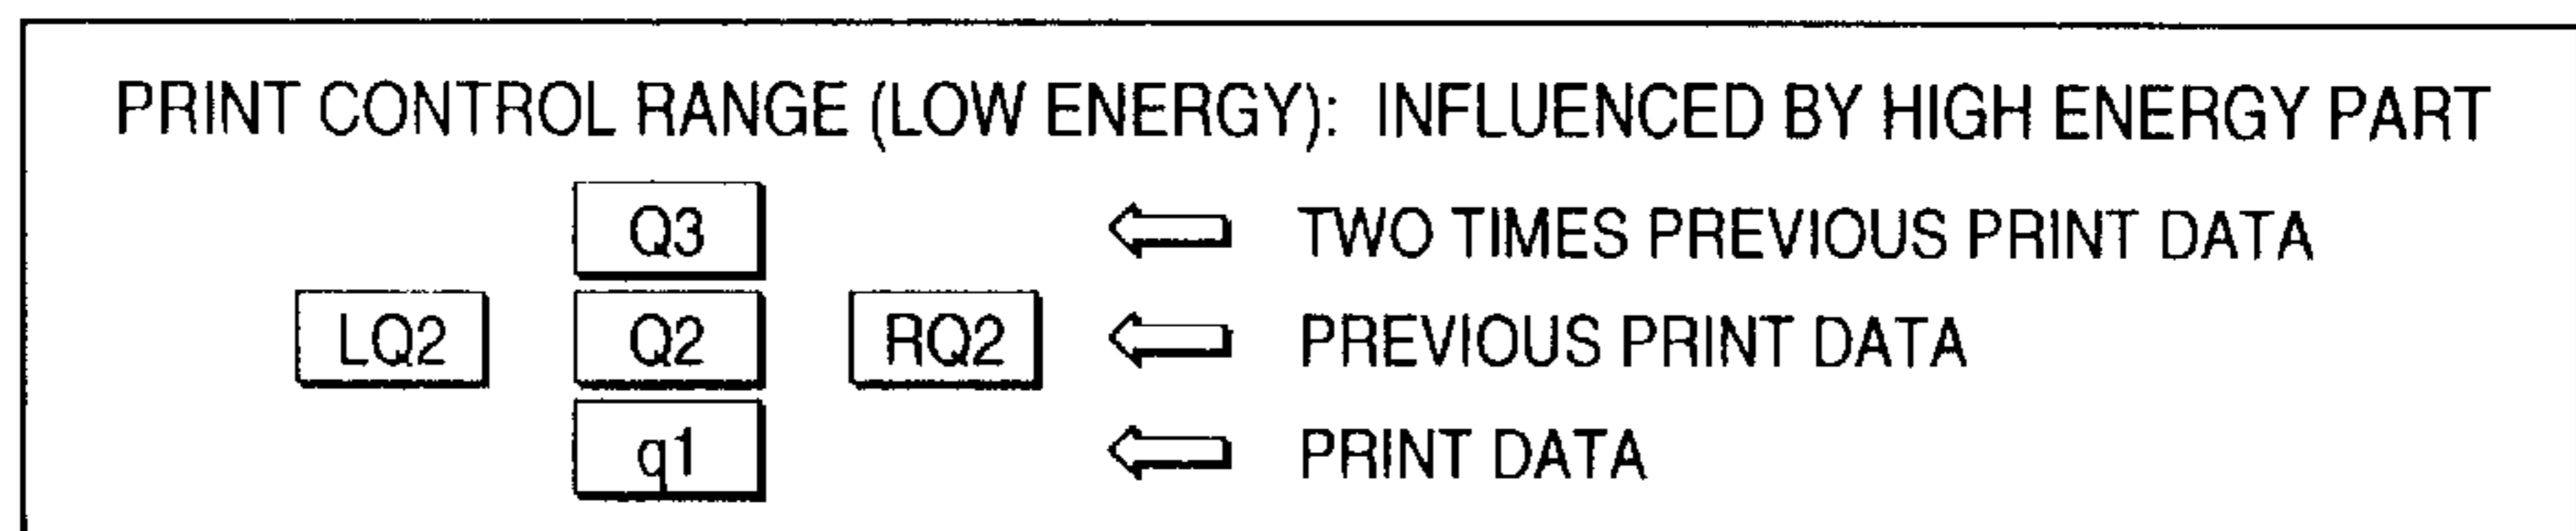 PRINT CONTROL RANGE (LOW ENERGY): INFLUENCED BY HIGH ENERGY PART
Q3 TWO TIMES PREVIOUS PRINT DATA
LQ2 Q2 RQ2 PREVIOUS PRINT DATA
q1 PRINT DATA